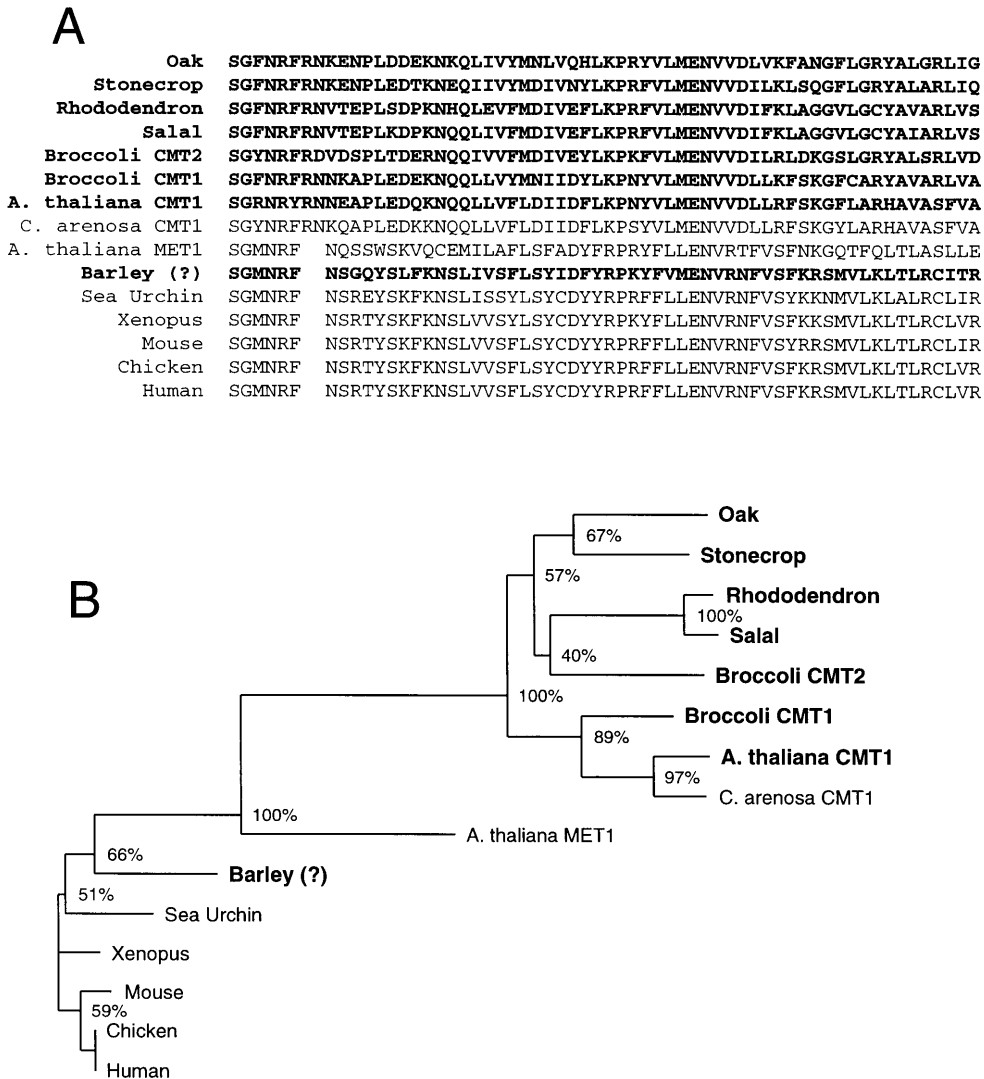 A
Oak SGFNRFRNKENPLDDEKNKQLIVYMNLVQHLKPRYVLMENVVDLVKFANGFLGRYALGRLIG
Stonecrop SGFNRFRNKENPLEDTKNEQIIVYMDIVNYLKPRFVLMENVVDILKLSQGFLGRYALARLIQ
Rhododendron SGFNRFRNVTEPLSDPKNHQLEVFMDIVEFLKPRFVLMENVVDIFKLAGGVLGCYAVARLVS
Salal SGFNRFRNVTEPLKDPKNQQLIVFMDIVEFLKPRFVLMENVVDIFKLAGGVLGCYAIARLVS
Broccoli CMT2 SGYNRFRDVDSPLTDERNQQIVVFMDIVEYLKPKFVLMENVVDILRLDKGSLGRYALSRLVD
Broccoli CMT1 SGFNRFRNNKAPLEDEKNQQLLVYMNIIDYLKPNYVLMENVVDLLKFSKGFCARYAVARLVA
A. thaliana CMT1 SGRNRYRNNEAPLEDQKNQQLLVFLDIIDFLKPNYVLMENVVDLLRFSKGFLARHAVASFVA
C. arenosa CMT1 SGYNRFRNKQAPLEDKKNQQLLVFLDIIDFLKPSYVLMENVVDLLRFSKGYLARHAVASFVA
A. thaliana MET1 SGMNRF NQSSWSKVQCEMILAFLSFADYFRPRYFLLENVRTFVSFNKGQTFQLTLASLLE
Barley (?) SGMNRF NSGQYSLFKNSLIVSFLSYIDFYRPKYFVMENVRNFVSFKRSMVLKLTLRCITR
Sea Urchin SGMNRF NSREYSKFKNSLISSYLSYCDYYRPRFFLLENVRNFVSYKKNMVLKLALRCLIR
Xenopus SGMNRF NSRTYSKFKNSLVVSYLSYCDYYRPKYFLLENVRNFVSFKKSMVLKLTLRCLVR
Mouse SGMNRF NSRTYSKFKNSLVVSFLSYCDYYRPRFFLLENVRNFVSYRRSMVLKLTLRCLIR
Chicken SGMNRF NSRTYSKFKNSLVVSFLSYCDYYRPRFFLLENVRNFVSFKRSMVLKLTLRCLVR
Human SGMNRF NSRTYSKFKNSLVVSFLSYCDYYRPRFFLLENVRNFVSFKRSMVLKLTLRCLVR
B
Oak
67%
Stonecrop
57%
Rhododendron
100%
Salal
40%
Broccoli CMT2
100%
Broccoli CMT1
89%
A. thaliana CMT1
97%
C. arenosa CMT1
100%
A. thaliana MET1
66%
Barley (?)
51%
Sea Urchin
Xenopus
Mouse
59%
Chicken
Human